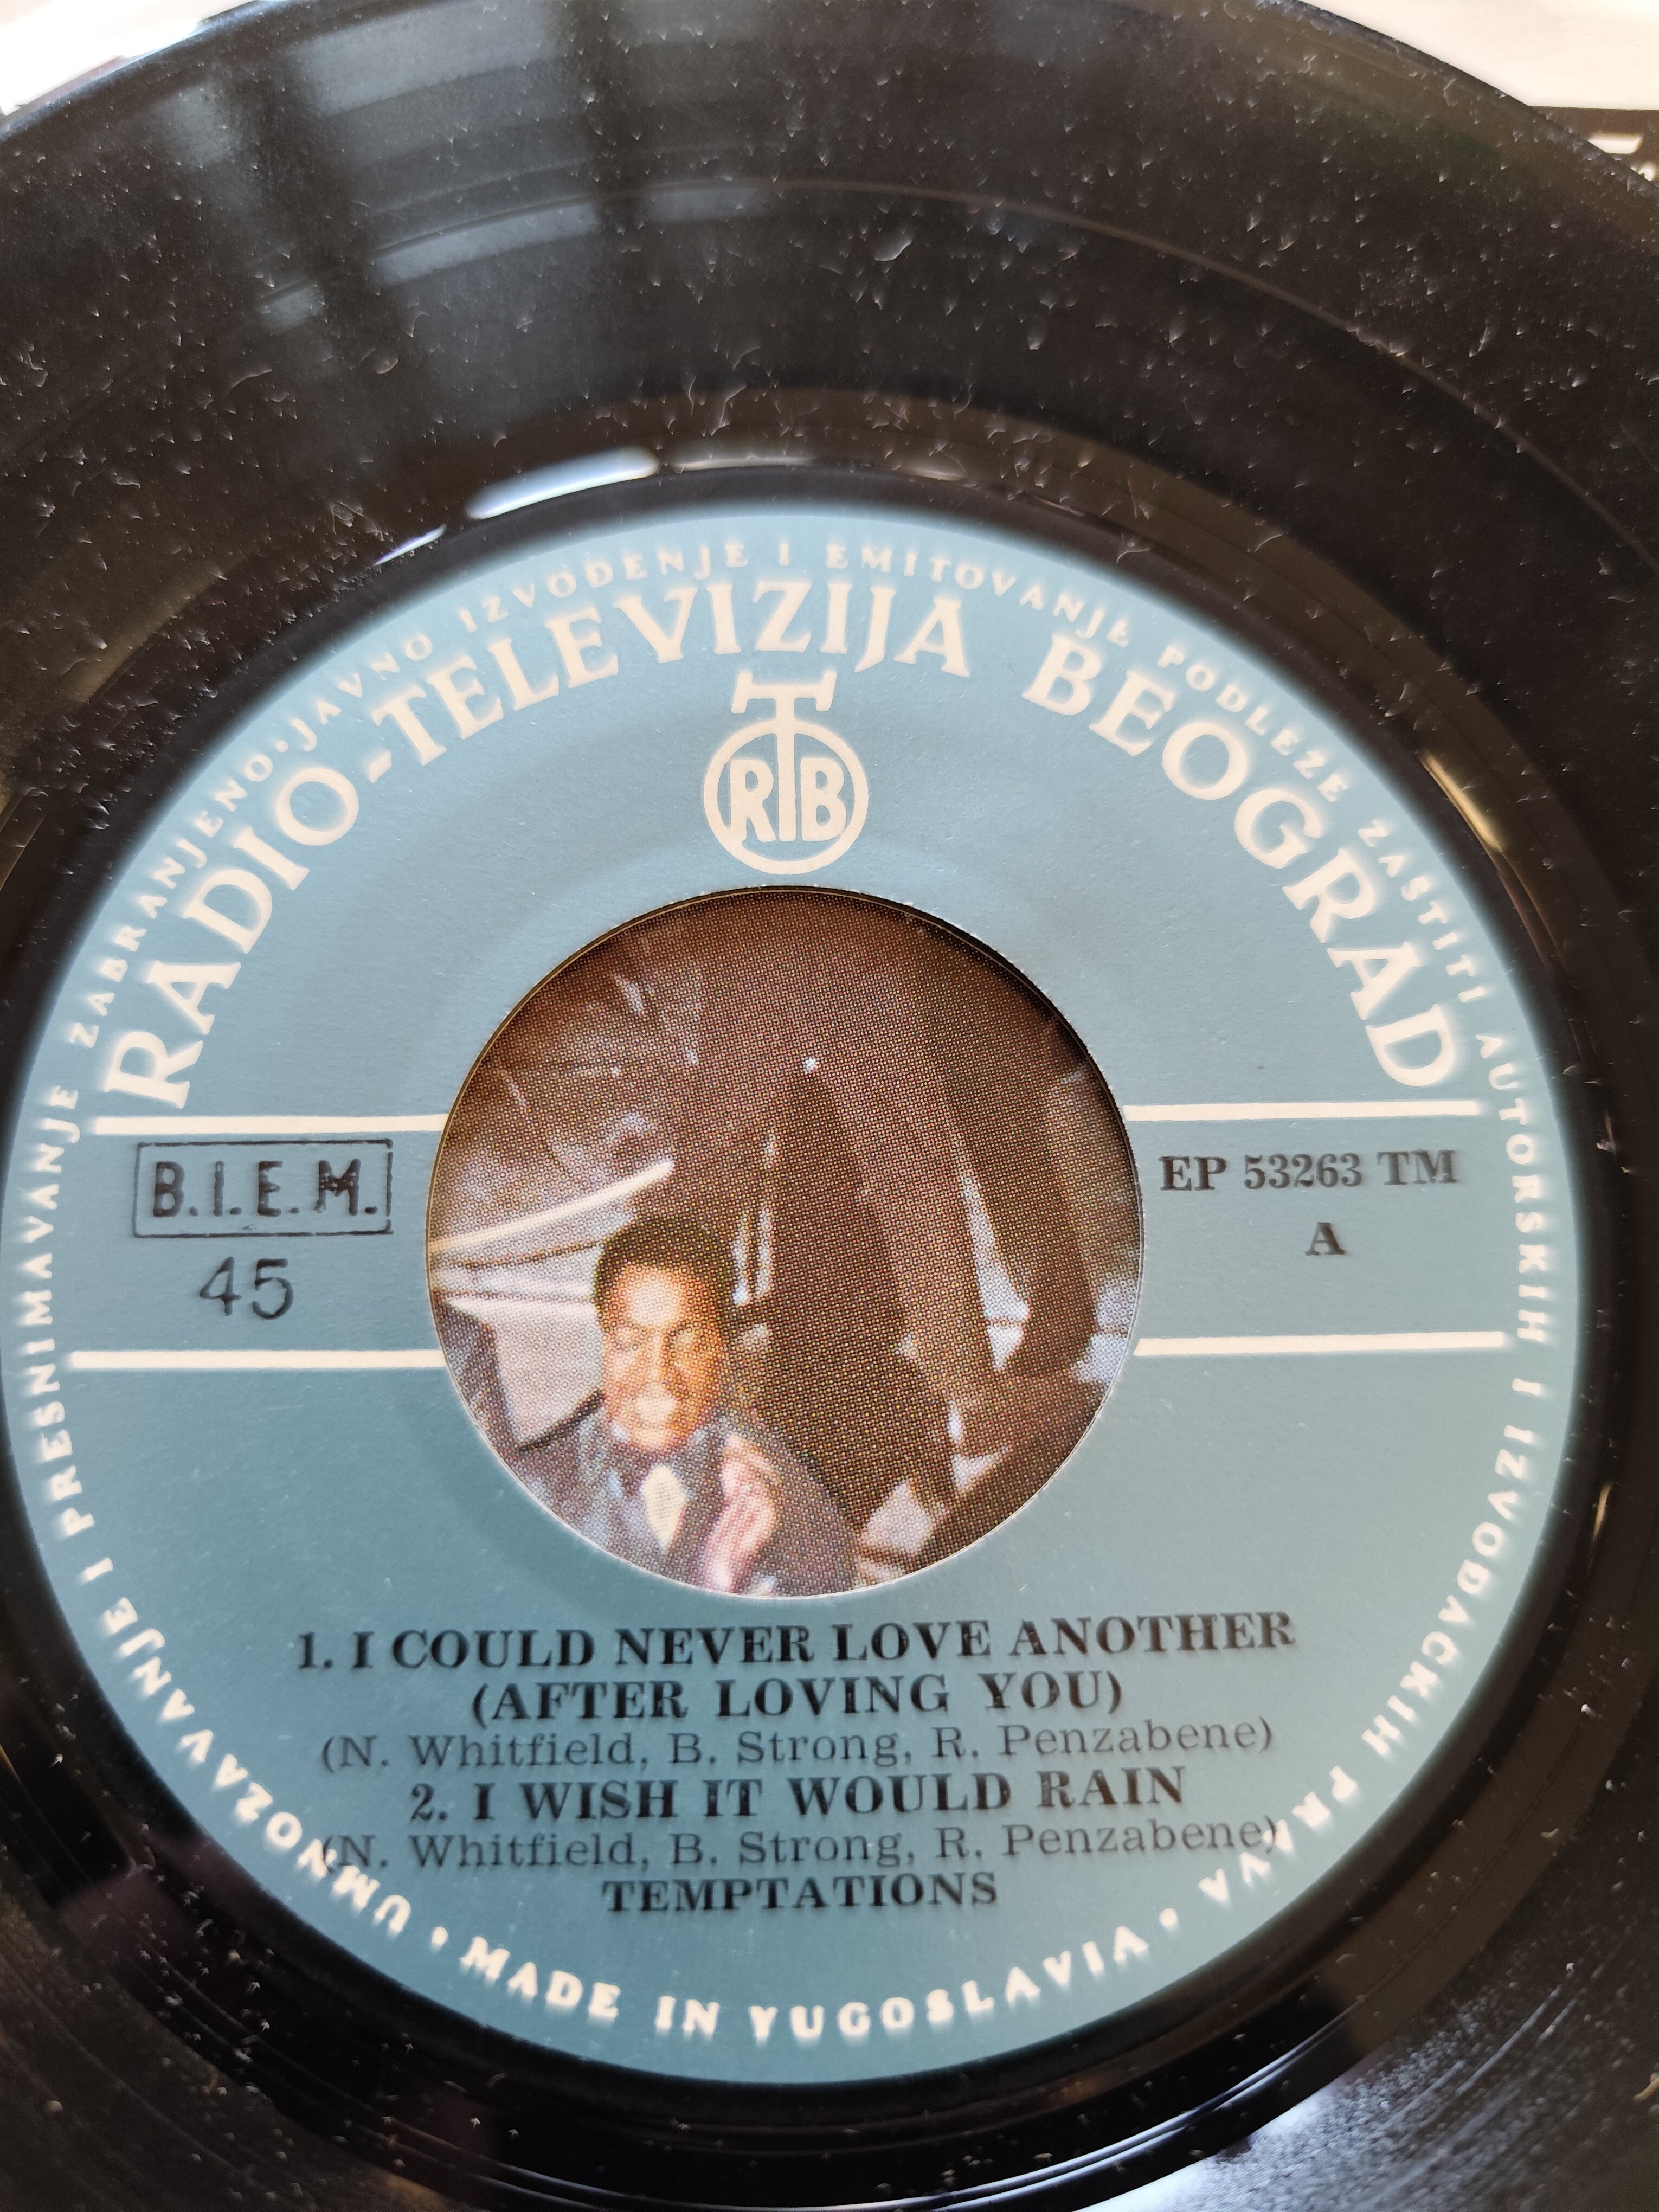 UMNOŽAVANJE I PRESNIMAVANJE ZABRANJENO · JAVNO IZVOĐENJE I EMITOVANJE PODLEŽE ZAŠTITI AUTORSKIH I IZVOĐAČKIH PRAVA · MADE IN YUGOSLAVIA ·
RADIO-TELEVIZIJA BEOGRAD
RTB
B.I.E.M.
45
EP 53263 TM
A
1. I COULD NEVER LOVE ANOTHER
(AFTER LOVING YOU)
(N. Whitfield, B. Strong, R. Penzabene)
2. I WISH IT WOULD RAIN
(N. Whitfield, B. Strong, R. Penzabene)
TEMPTATIONS